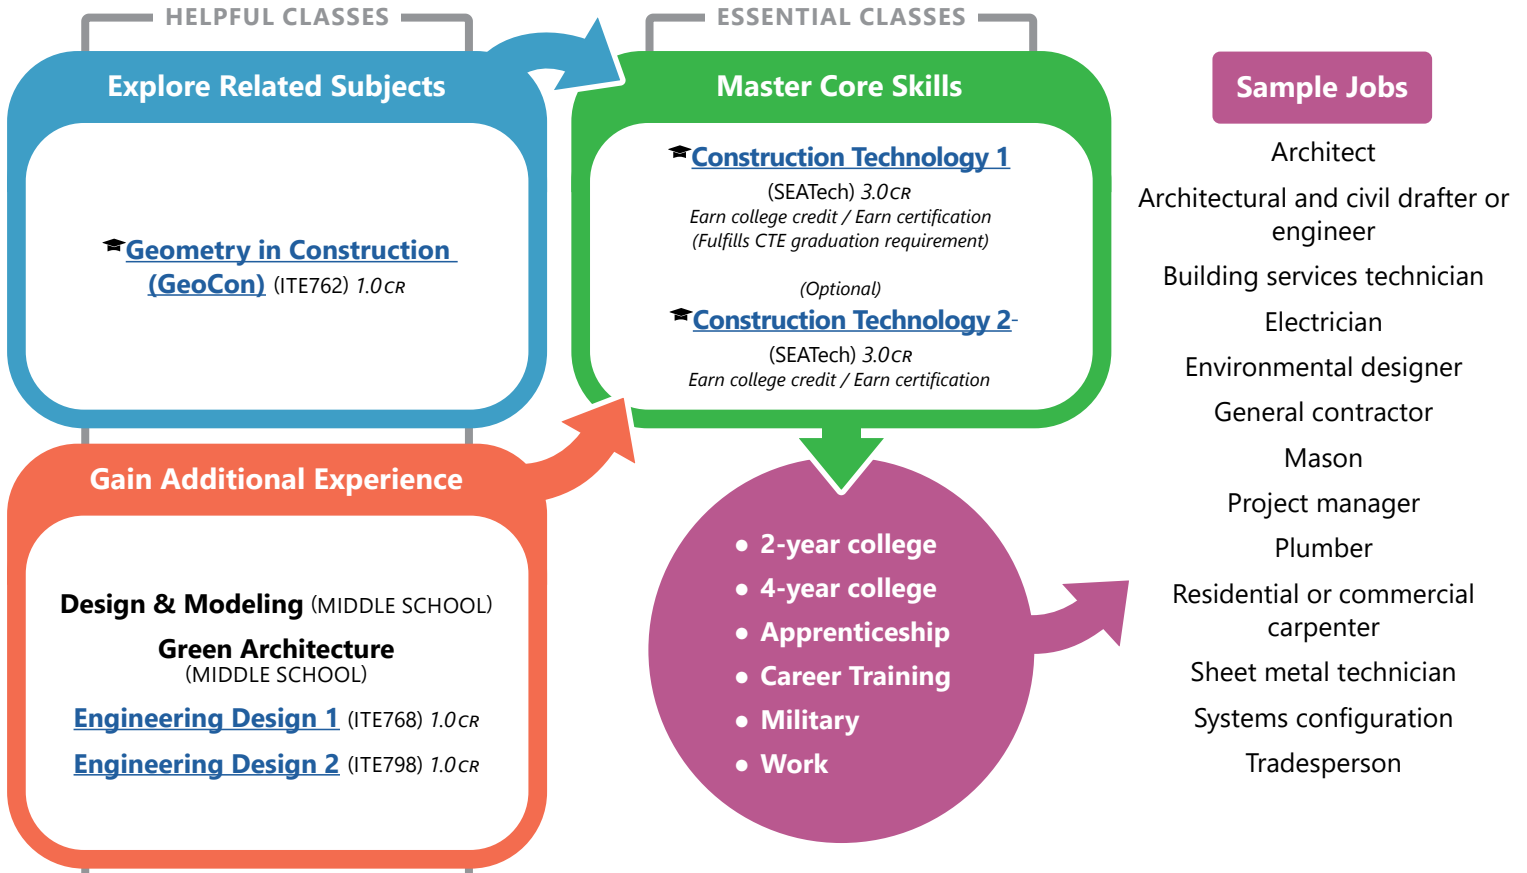 HELPFUL CLASSES
Explore Related Subjects
Geometry in Construction
(GeoCon) (ITE762) 1.0CR
Gain Additional Experience
Design & Modeling (MIDDLE SCHOOL)
Green Architecture
(MIDDLE SCHOOL)
Engineering Design 1 (ITE768) 1.0CR
Engineering Design 2 (ITE798) 1.0CR
ESSENTIAL CLASSES
Master Core Skills
Construction Technology 1
(SEATech) 3.0CR
Earn college credit / Earn certification
(Fulfills CTE graduation requirement)
(Optional)
Construction Technology 2-
(SEATech) 3.0CR
Earn college credit / Earn certification
• 2-year college
• 4-year college
• Apprenticeship
• Career Training
• Military
• Work
Sample Jobs
Architect
Architectural and civil drafter or
engineer
Building services technician
Electrician
Environmental designer
General contractor
Mason
Project manager
Plumber
Residential or commercial
carpenter
Sheet metal technician
Systems configuration
Tradesperson